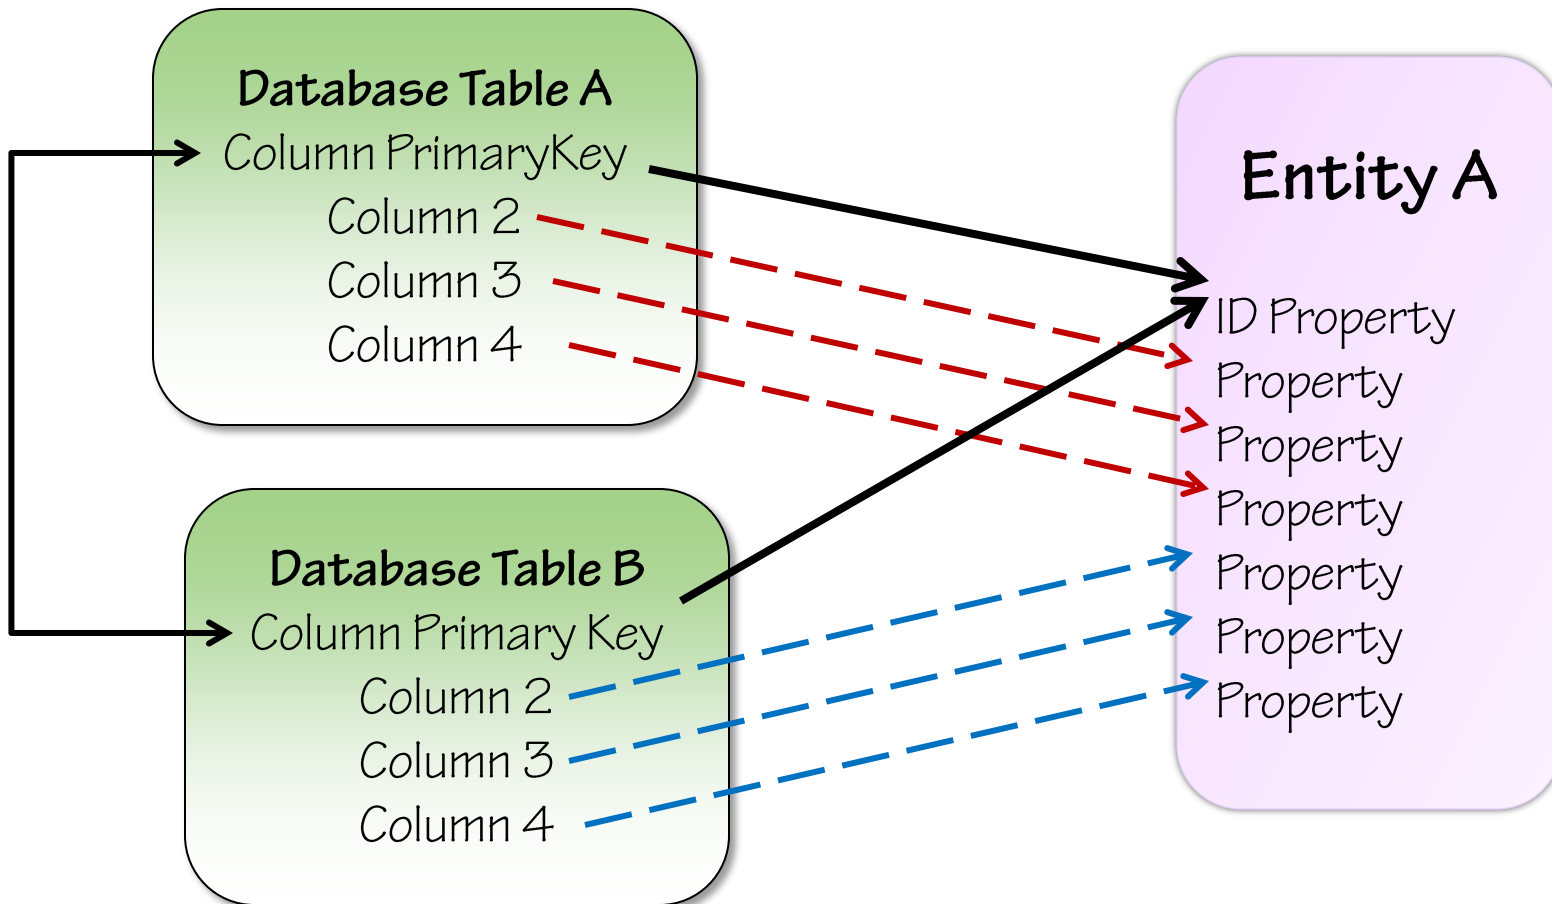 Database Table A
Column PrimaryKey
Column 2
Column 3
Column 4
Database Table B
Column Primary Key
Column 2
Column 3
Column 4
Entity A
ID Property
Property
Property
Property
Property
Property
Property